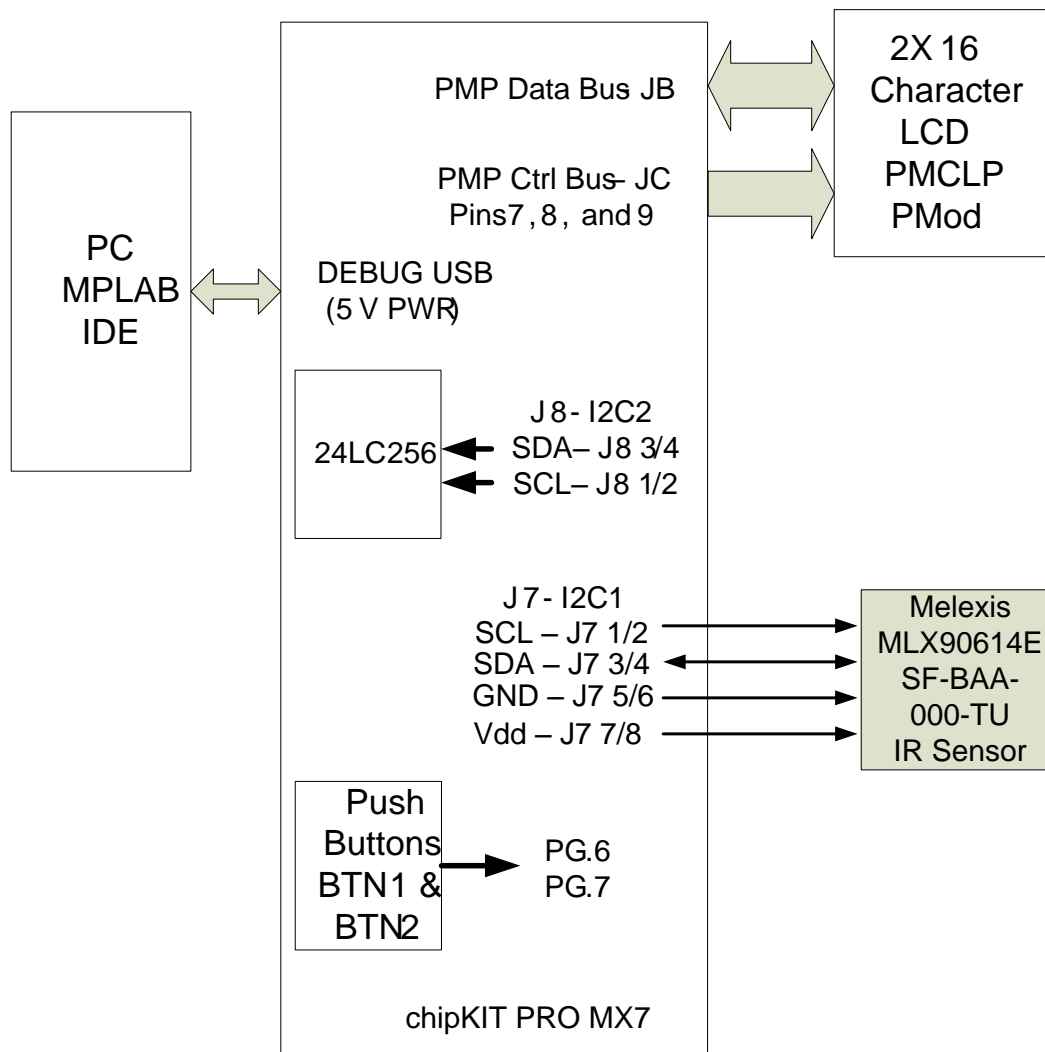 PC
MPLAB
IDE
PMP Data Bus- JB
PMP Ctrl Bus– JC
Pins7, 8, and 9
DEBUG USB
(5 V PWR)
2X 16
Character
LCD
PMCLP
PMod
24LC256
J8- I2C2
SDA– J8 3/4
SCL– J8 1/2
J7- I2C1
SCL – J7 1/2
SDA – J7 3/4
GND – J7 5/6
Vdd – J7 7/8
Melexis
MLX90614E
SF-BAA-
000-TU
IR Sensor
Push
Buttons
BTN1 &
BTN2
PG.6
PG.7
chipKIT PRO MX7